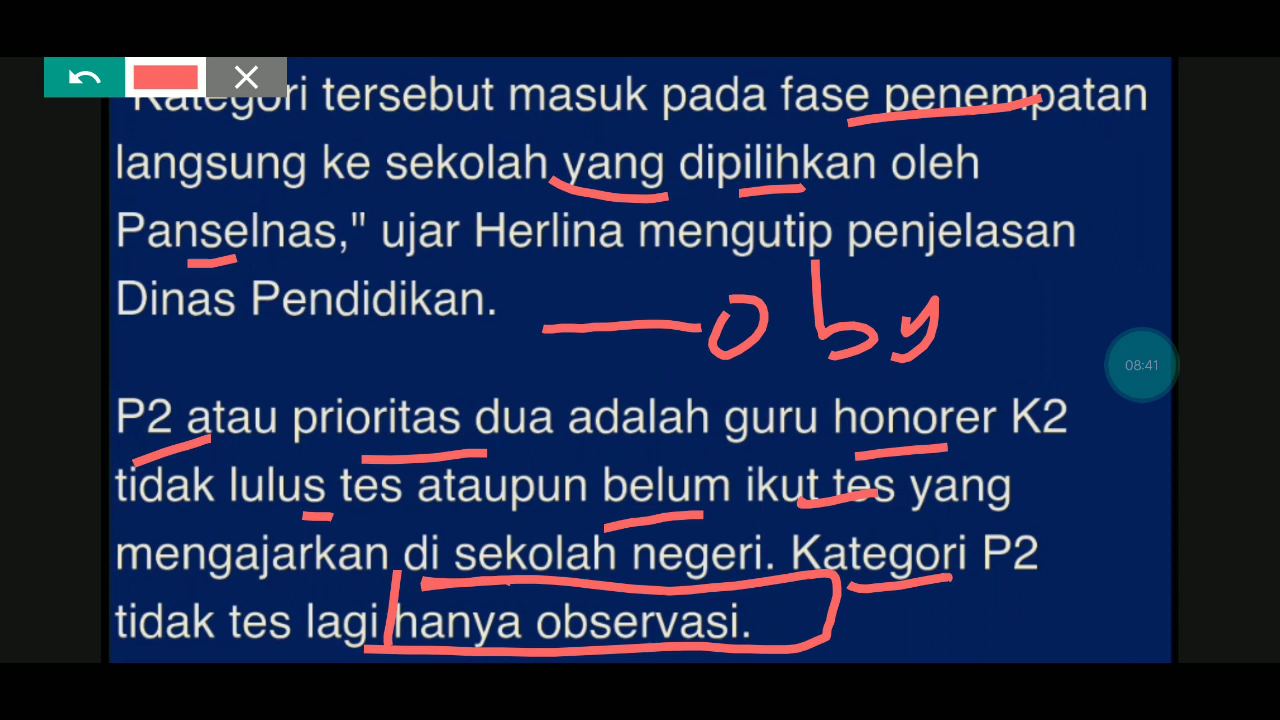 "Kategori tersebut masuk pada fase penempatan
langsung ke sekolah yang dipilihkan oleh
Panselnas," ujar Herlina mengutip penjelasan
Dinas Pendidikan.
o by
08:41
P2 atau prioritas dua adalah guru honorer K2
tidak lulus tes ataupun belum ikut tes yang
mengajarkan di sekolah negeri. Kategori P2
tidak tes lagi hanya observasi.